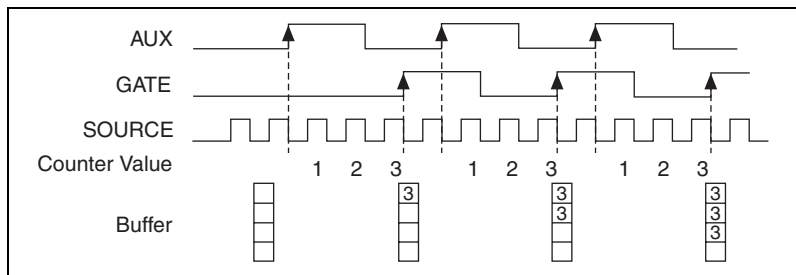 AUX
GATE
SOURCE
Counter Value 1 2 3 1 2 3 1 2 3
Buffer 3 3 3
3 3
3